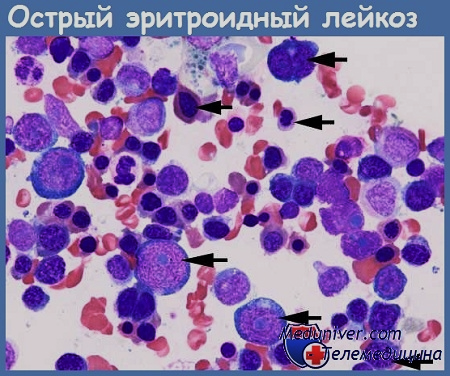 Острый эритроидный лейкоз
Meduniver.com
Телемедицина